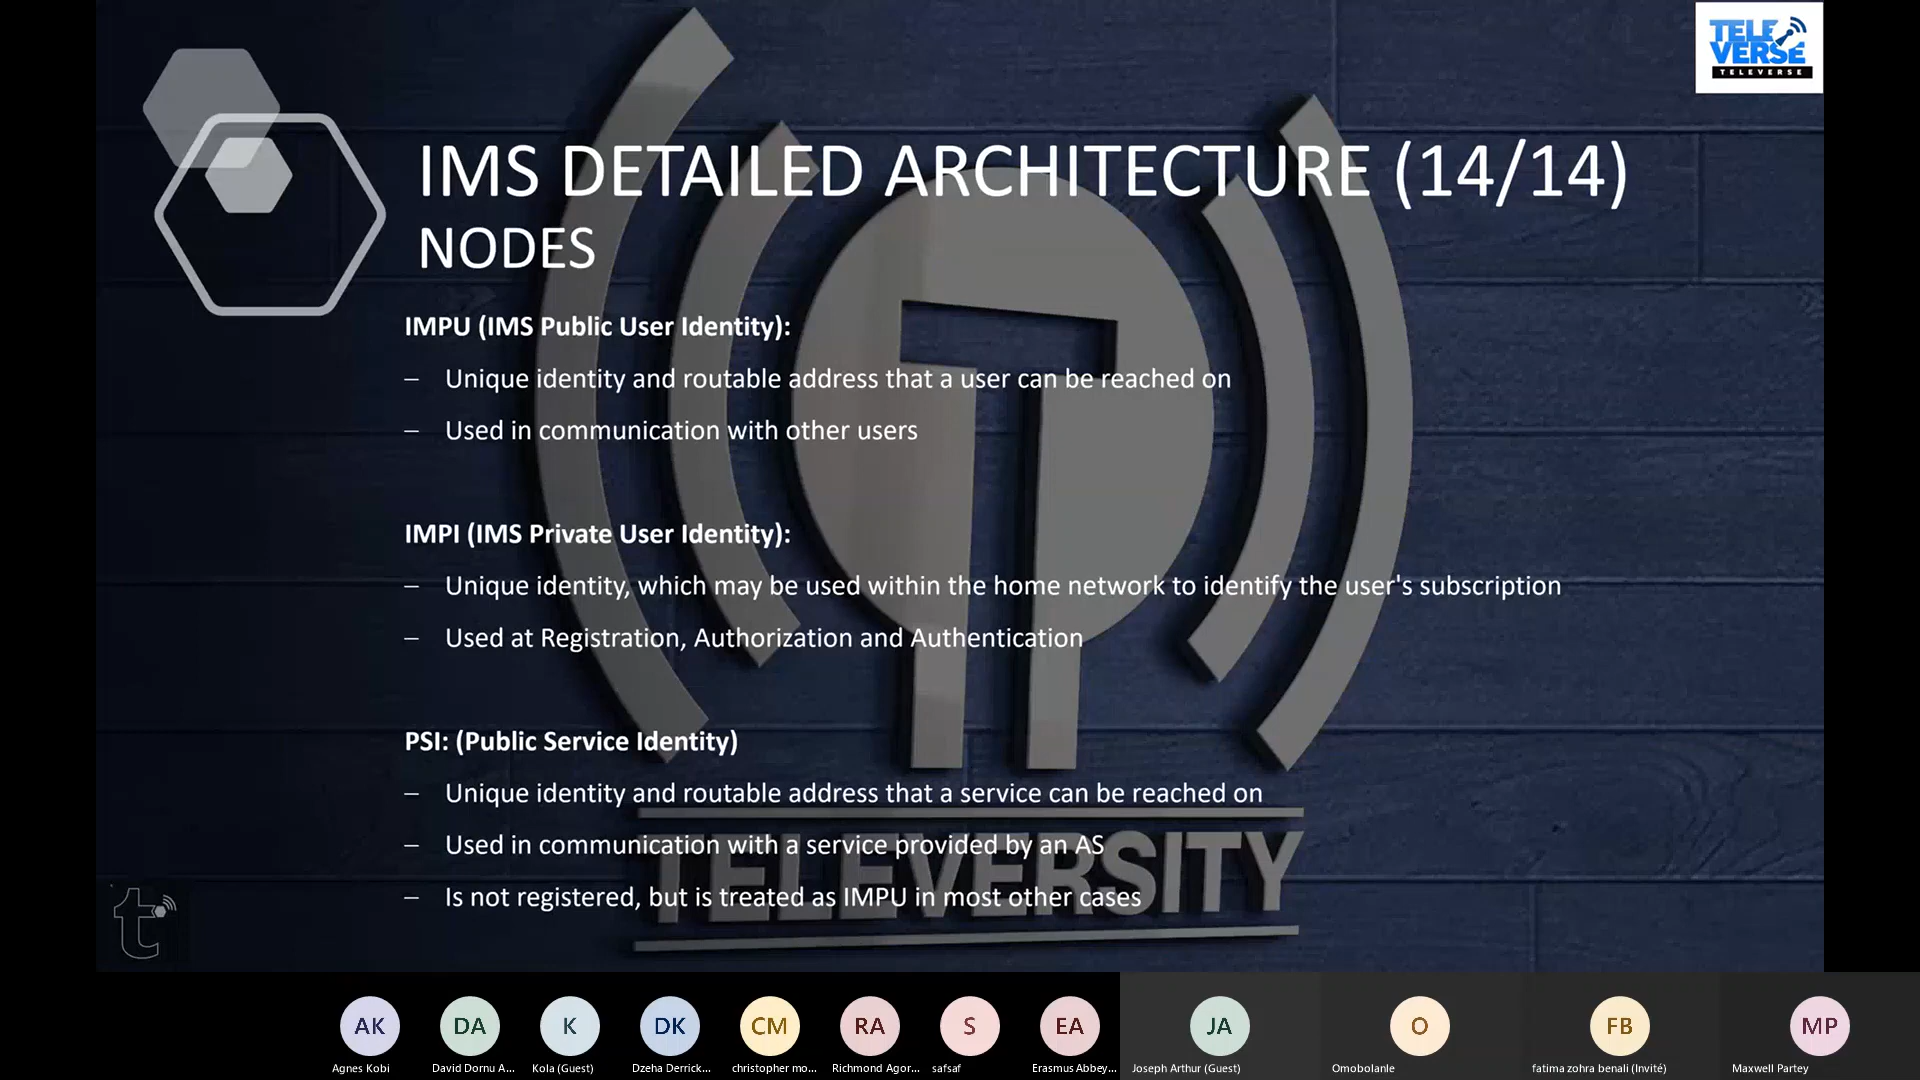 TELE
VERSE
TELEVERSE
IMS DETAILED ARCHITECTURE (14/14)
NODES
IMPU (IMS Public User Identity):
– Unique identity and routable address that a user can be reached on
– Used in communication with other users
IMPI (IMS Private User Identity):
– Unique identity, which may be used within the home network to identify the user's subscription
– Used at Registration, Authorization and Authentication
PSI: (Public Service Identity)
– Unique identity and routable address that a service can be reached on
– Used in communication with a service provided by an AS
– Is not registered, but is treated as IMPU in most other cases
TELEVERSITY
t
AK DA K DK CM RA S EA JA O FB MP
Agnes Kobi David Dornu A... Kola (Guest) Dzeha Derrick... christopher mo... Richmond Agor... safsaf Erasmus Abbey... Joseph Arthur (Guest) Omobolanle fatima zohra benali (Invité) Maxwell Partey